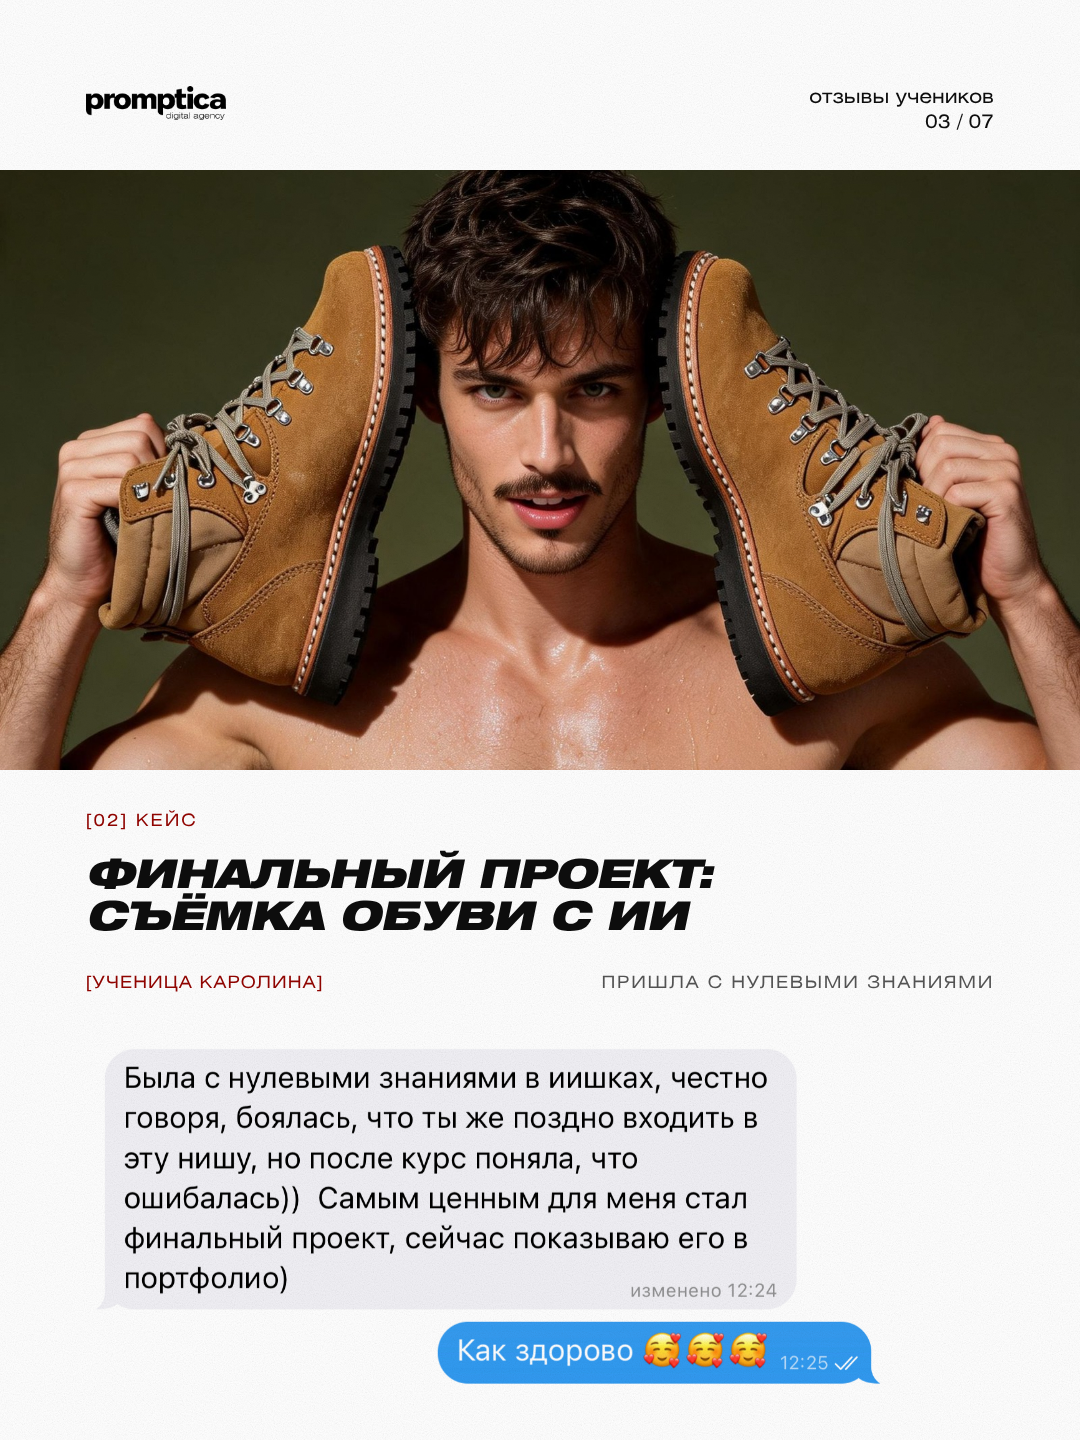 promptica
digital agency
отзывы учеников
03 / 07
[02] КЕЙС
ФИНАЛЬНЫЙ ПРОЕКТ:
СЪЁМКА ОБУВИ С ИИ
[УЧЕНИЦА КАРОЛИНА]
ПРИШЛА С НУЛЕВЫМИ ЗНАНИЯМИ
Была с нулевыми знаниями в иишках, честно
говоря, боялась, что ты же поздно входить в
эту нишу, но после курс поняла, что
ошибалась))  Самым ценным для меня стал
финальный проект, сейчас показываю его в
портфолио)
изменено 12:24
Как здорово 🥰🥰🥰 12:25